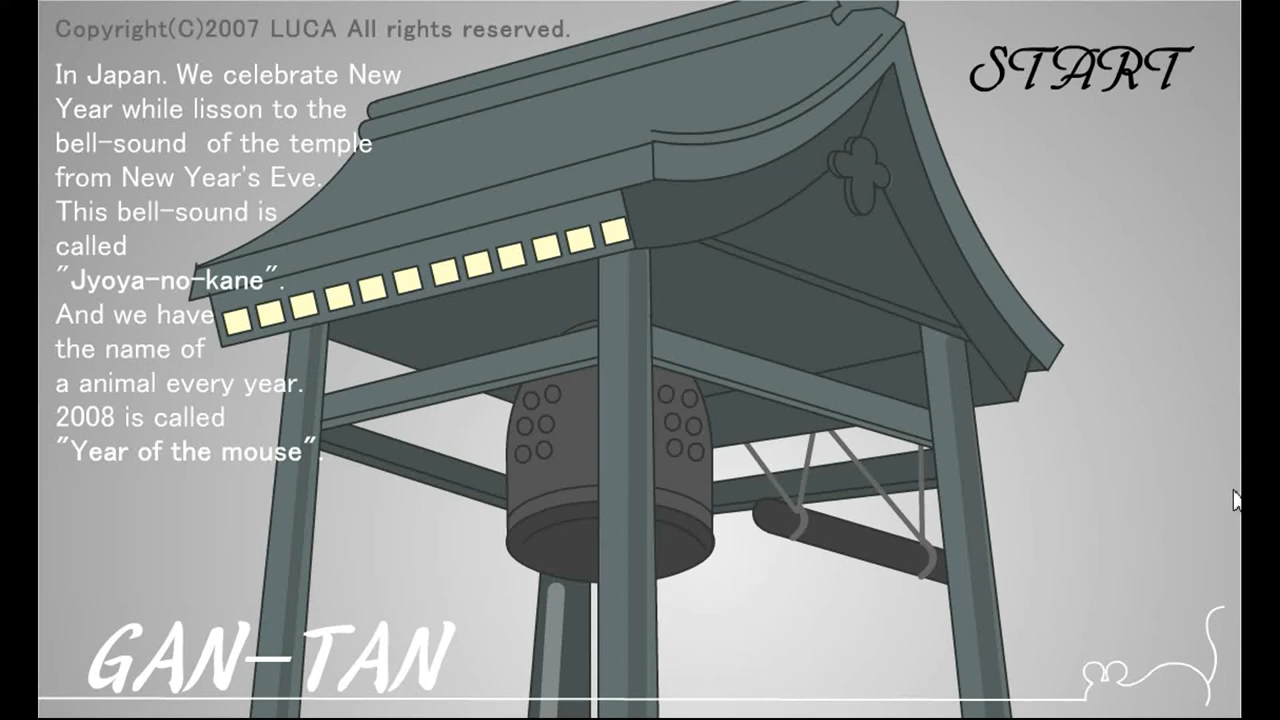 Copyright(C)2007 LUCA All rights reserved.
In Japan. We celebrate New
Year while lisson to the
bell-sound  of the temple
from New Year's Eve.
This bell-sound is
called
"Jyoya-no-kane".
And we have
the name of
a animal every year.
2008 is called
"Year of the mouse".
START
GAN-TAN